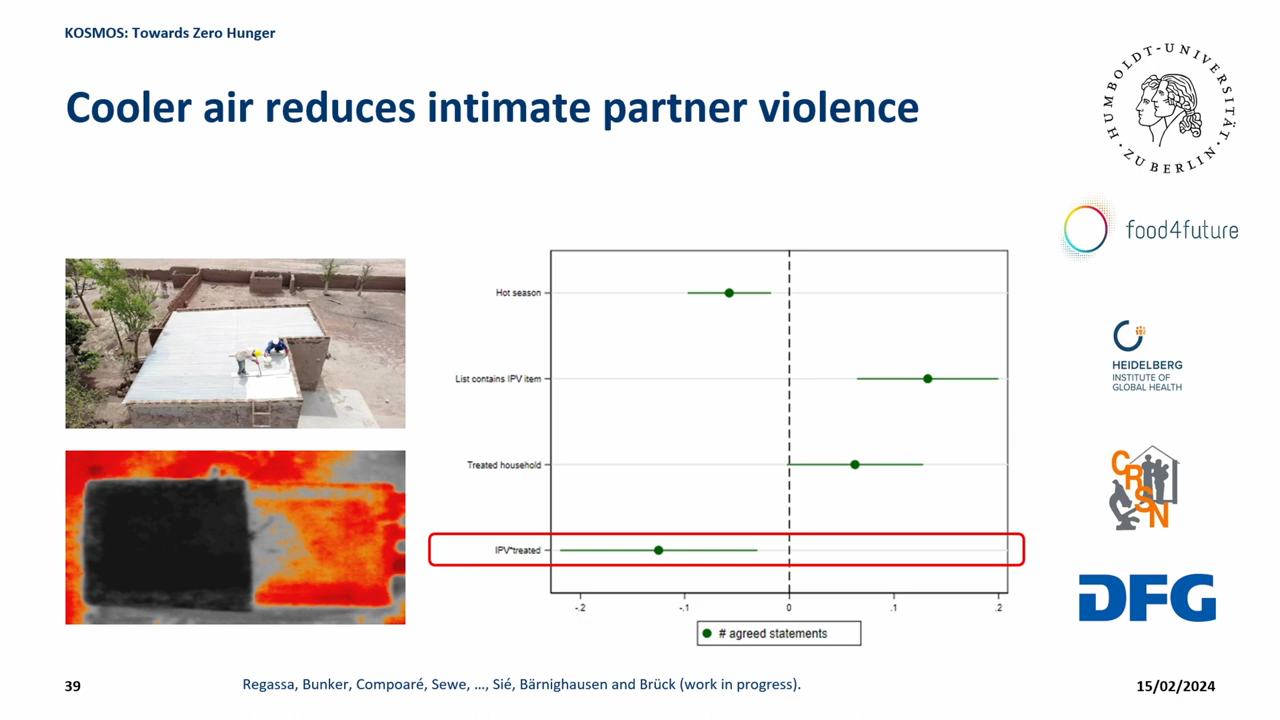 KOSMOS: Towards Zero Hunger
Cooler air reduces intimate partner violence
HUMBOLDT-UNIVERSITÄT
ZU BERLIN
food4future
HEIDELBERG
INSTITUTE OF
GLOBAL HEALTH
CRSN
DFG
Hot season
List contains IPV item
Treated household
IPV*treated
-.2 -.1 0 .1 .2
# agreed statements
39
Regassa, Bunker, Compoaré, Sewe, ..., Sié, Bärnighausen and Brück (work in progress).
15/02/2024